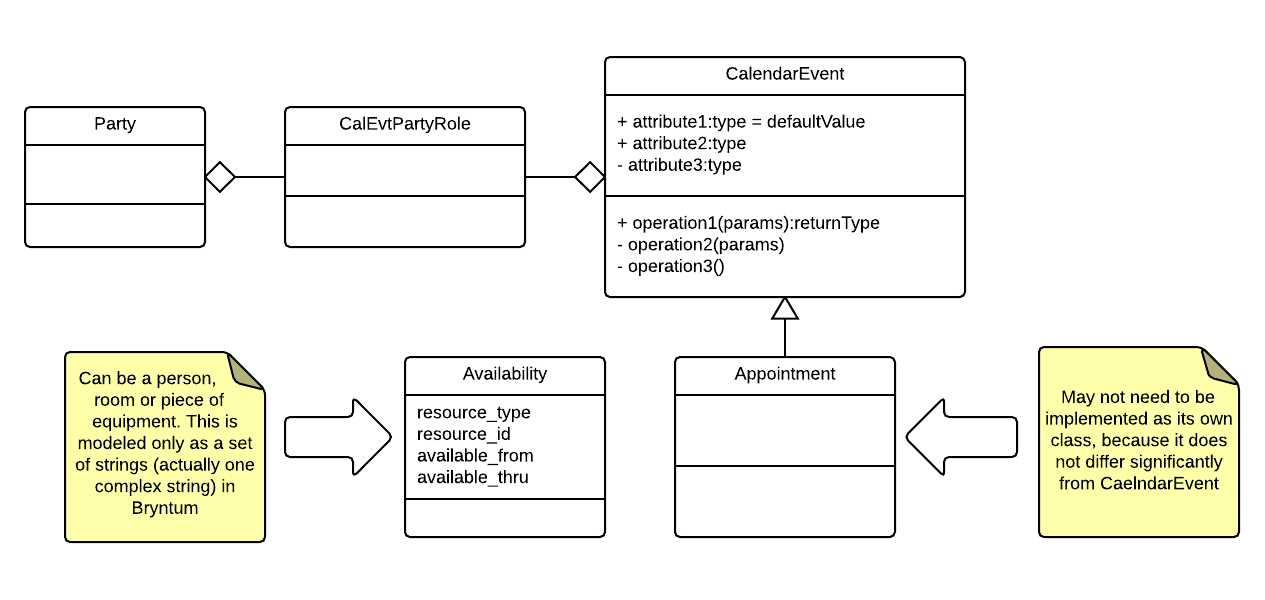 Party
CalEvtPartyRole
CalendarEvent
+ attribute1:type = defaultValue
+ attribute2:type
- attribute3:type
+ operation1(params):returnType
- operation2(params)
- operation3()
Can be a person,
room or piece of
equipment. This is
modeled only as a set
of strings (actually one
complex string) in
Bryntum
Availability
resource_type
resource_id
available_from
available_thru
Appointment
May not need to be
implemented as its own
class, because it does
not differ significantly
from CaelndarEvent